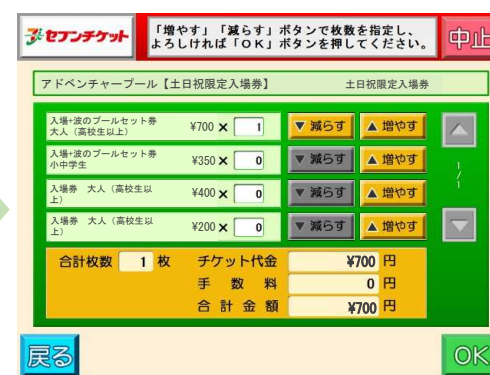 セブンチケット
「増やす」「減らす」ボタンで枚数を指定し、
よろしければ「OK」ボタンを押してください。
中止
アドベンチャープール【土日祝限定入場券】 土日祝限定入場券
入場+波のプールセット券
大人（高校生以上） ¥700 × 1 ▼減らす ▲増やす
入場+波のプールセット券
小中学生 ¥350 × 0 ▼減らす ▲増やす
入場券 大人（高校生以
上） ¥400 × 0 ▼減らす ▲増やす
入場券 大人（高校生以
上） ¥200 × 0 ▼減らす ▲増やす
1/1
合計枚数 1 枚 チケット代金 ¥700 円
手数料 0 円
合計金額 ¥700 円
戻る
OK